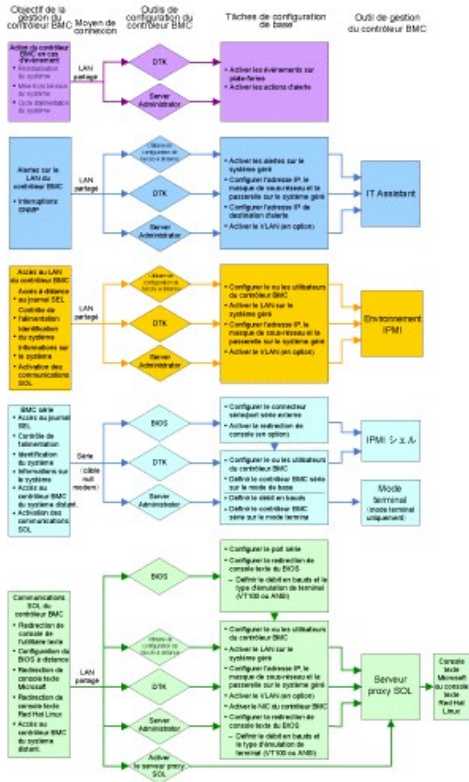 Objectif de la
gestion du
contrôleur BMC
Moyen de
connexion
Outils de
configuration du
contrôleur BMC
Tâches de configuration
de base
Outil de gestion
du contrôleur BMC
Action du contrôleur
BMC en cas
d'événement
• Réinitialisation
du système
• Mise hors tension du
système
• Cycle d'alimentation du
système
LAN
partagé
DTK
Server
Administrator
• Activer les événements sur
plate-forme
• Activer les actions d'alerte
Alertes sur le
LAN du
contrôleur BMC
• Interruptions
SNMP
LAN
partagé
Utilitaire de
configuration de
l'accès à distance
DTK
Server
Administrator
• Activer les alertes sur le
système géré
• Configurer l'adresse IP, le
masque de sous-réseau et la
passerelle sur le système géré
• Configurer l'adresse IP de
destination d'alerte
• Activer le VLAN (en option)
IT Assistant
Accès au LAN
du contrôleur BMC
Accès à distance
• au journal SEL
Contrôle de
l'alimentation
Identification
• du système
Informations sur
• le système
• Activation des
communications
SOL
LAN
partagé
Utilitaire de
configuration de
l'accès à distance
DTK
Server
Administrator
• Configurer le ou les utilisateurs
du contrôleur BMC
• Activer le LAN sur le
système géré
• Configurer l'adresse IP, le
masque de sous-réseau et la
passerelle sur le système géré
• Activer le VLAN (en option)
Environnement
IPMI
BMC série
• Accès au journal
SEL
• Contrôle de
l'alimentation
• Identification
du système
• Informations sur
le système
• Accès au
contrôleur BMC
du système distant.
• Activation des
communications
SOL
Série
(câble
null
modem)
BIOS
DTK
Server
Administrator
• Configurer le connecteur
série/port série externe
• Activer la redirection de
console (en option)
• Configurer le ou les utilisateurs
du contrôleur BMC
• Définir le contrôleur BMC série
sur le mode de base
• Définir le débit en bauds
• Définir le contrôleur BMC
série sur le mode terminal
IPMI シェル
Mode
terminal
(mode terminal
uniquement)
Communications
SOL du
contrôleur BMC
• Redirection de
console de
l'utilitaire texte
• Configuration du
BIOS à distance
• Redirection de
console texte
Microsoft
• Redirection de
console texte
Red Hat Linux
• Accès au
contrôleur BMC
du système
distant.
LAN
partagé
BIOS
Utilitaire de
configuration de
l'accès à distance
DTK
Server
Administrator
Activer
le serveur proxy
SOL
• Configurer le port série
• Configurer la redirection de
console texte du BIOS
– Définir le débit en bauds et le
type d'émulation de terminal
(VT100 ou ANSI)
• Configurer le ou les utilisateurs
du contrôleur BMC
• Activer le LAN sur le
système géré
• Configurer l'adresse IP, le
masque de sous-réseau et la
passerelle sur le système géré
• Activer le VLAN (en option)
• Activer le NIC du contrôleur BMC
• Configurer la redirection de
console texte du BIOS
– Définir le débit en bauds et
le type d'émulation de
terminal (VT100 ou ANSI)
Serveur
proxy SOL
Console
texte
Microsoft
ou console
texte
Red Hat
Linux